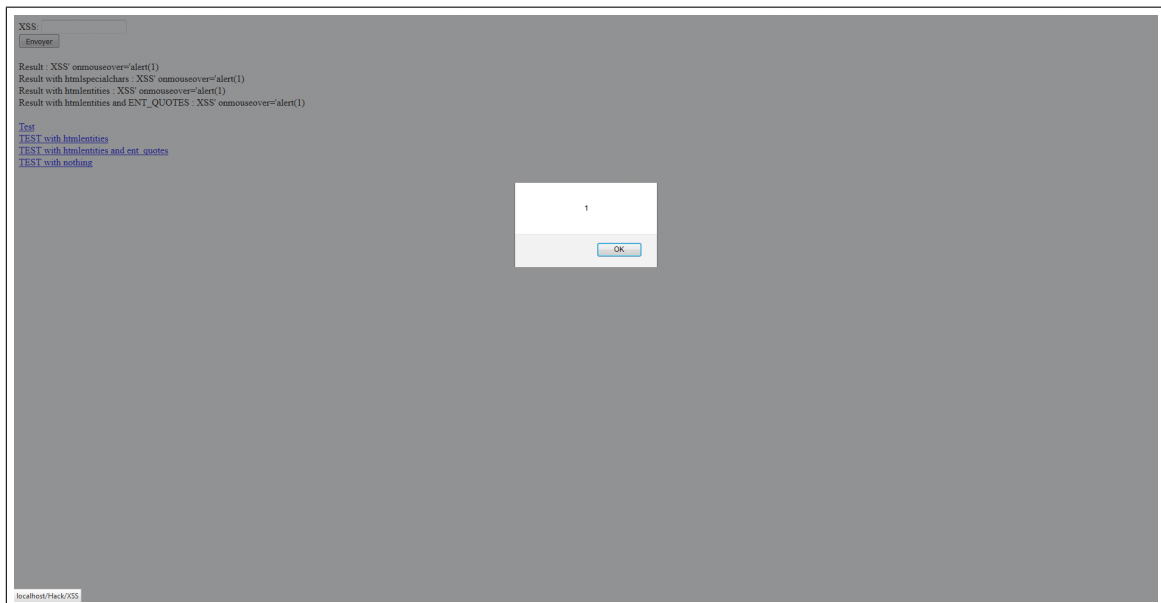 XSS:
Envoyer
Result : XSS' onmouseover='alert(1)
Result with htmlspecialchars : XSS' onmouseover='alert(1)
Result with htmlentities : XSS' onmouseover='alert(1)
Result with htmlentities and ENT_QUOTES : XSS' onmouseover='alert(1)
Test
TEST with htmlentities
TEST with htmlentities and ent_quotes
TEST with nothing
1
OK
localhost/Hack/XSS